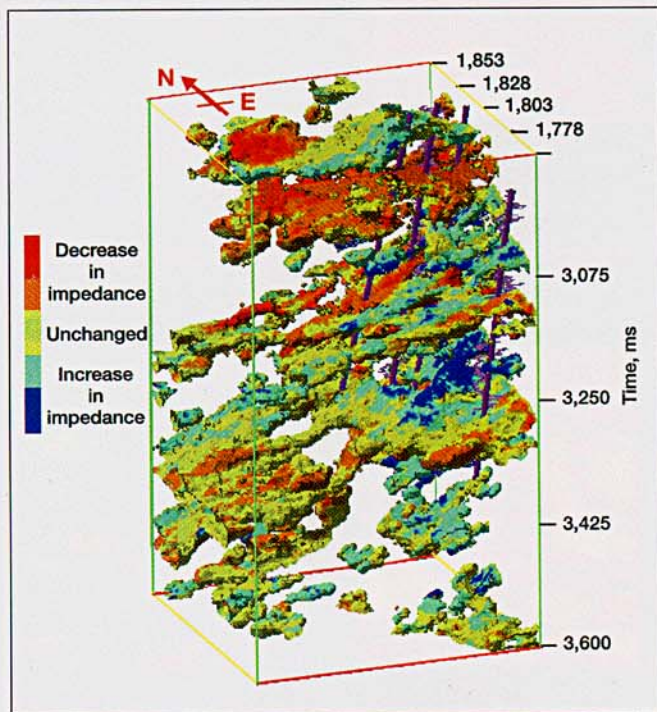 N
E
1,853
1,828
1,803
1,778
Decrease
in
impedance
Unchanged
Increase
in
impedance
3,075
3,250
3,425
3,600
Time, ms